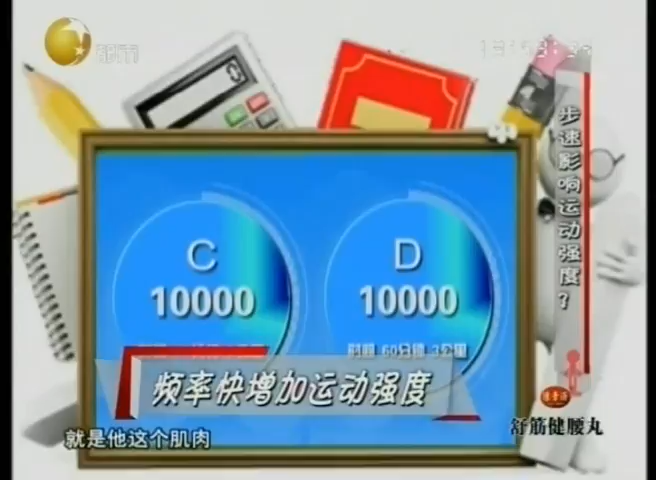 都市
步速影响运动强度?
C
10000
D
10000
时间 60分钟 3公里
频率快增加运动强度
就是他这个肌肉
舒筋健腰丸